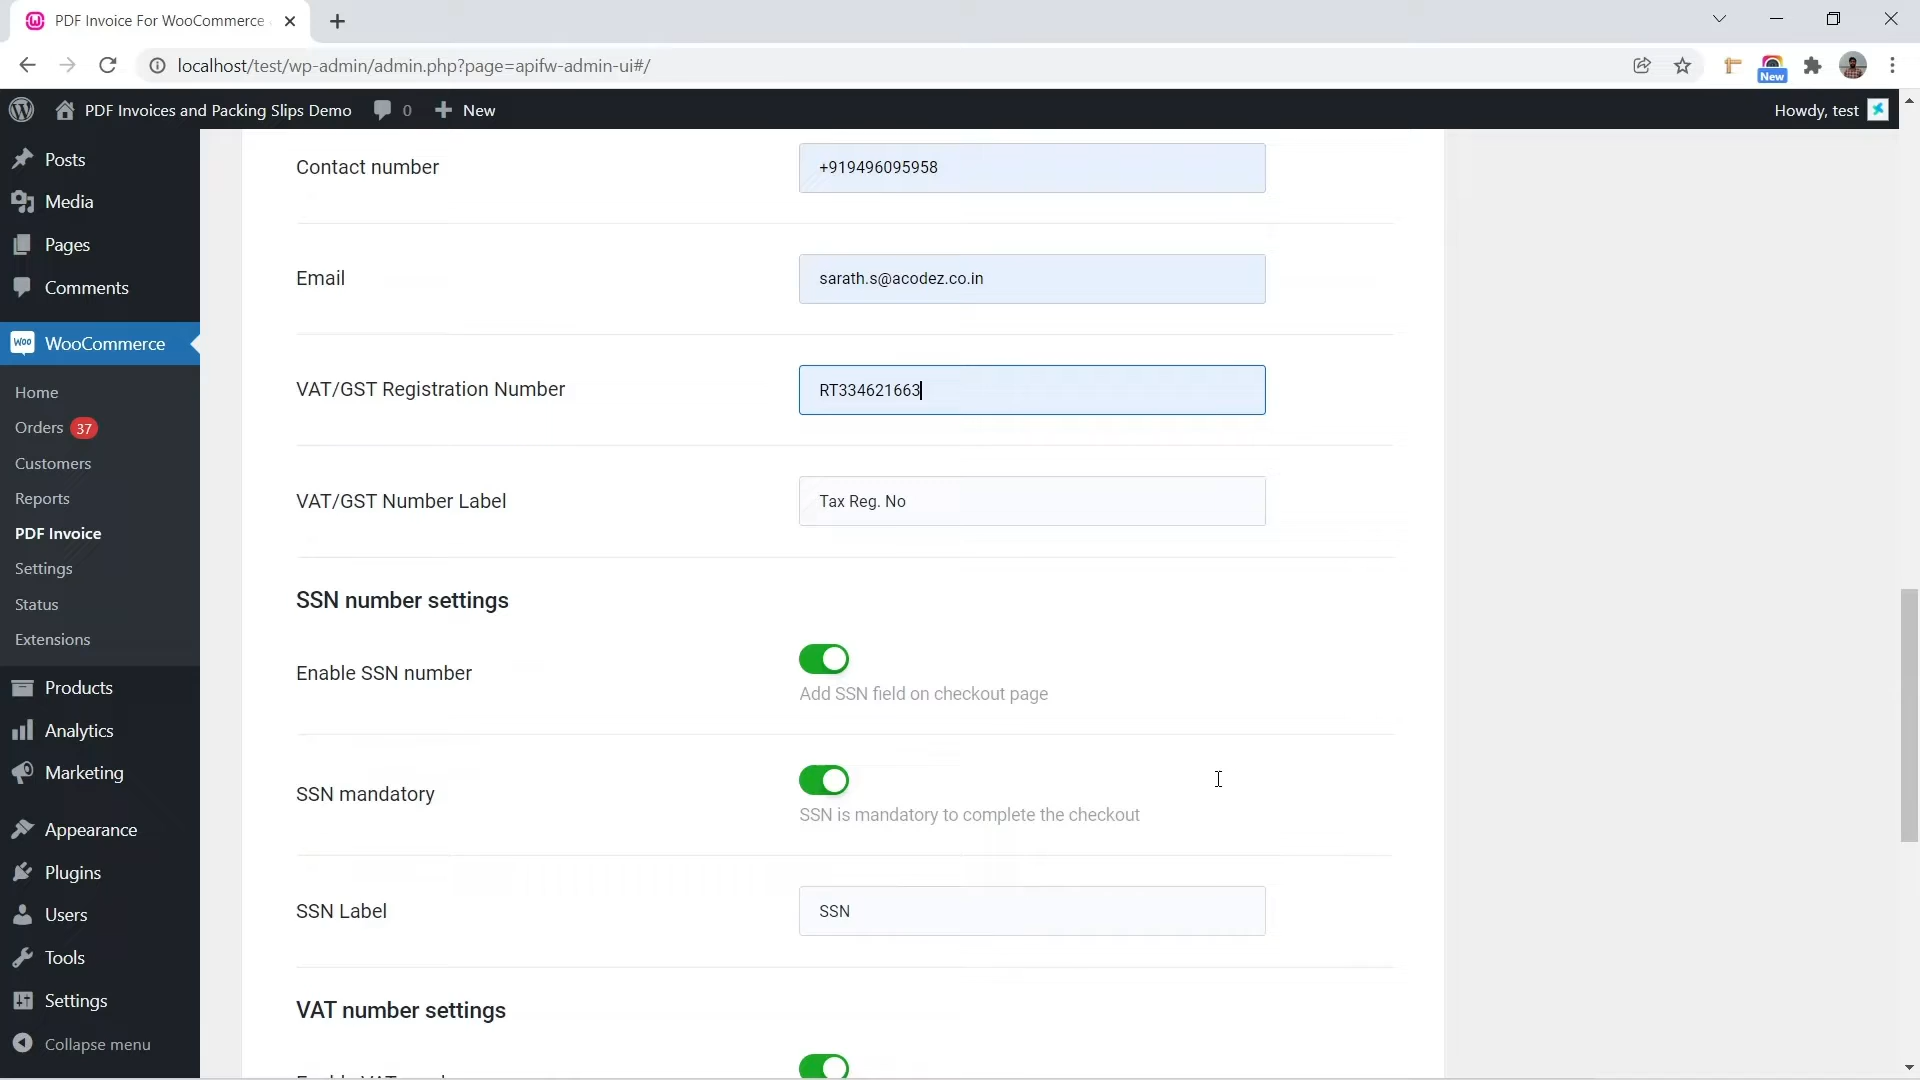 PDF Invoice For WooCommerce
localhost/test/wp-admin/admin.php?page=apifw-admin-ui#/
New
PDF Invoices and Packing Slips Demo
0
New
Howdy, test
Posts
Media
Pages
Comments
Woo
WooCommerce
Home
Orders 37
Customers
Reports
PDF Invoice
Settings
Status
Extensions
Products
Analytics
Marketing
Appearance
Plugins
Users
Tools
Settings
Collapse menu
Contact number
+919496095958
Email
sarath.s@acodez.co.in
VAT/GST Registration Number
RT334621663
VAT/GST Number Label
Tax Reg. No
SSN number settings
Enable SSN number
Add SSN field on checkout page
SSN mandatory
SSN is mandatory to complete the checkout
SSN Label
SSN
VAT number settings